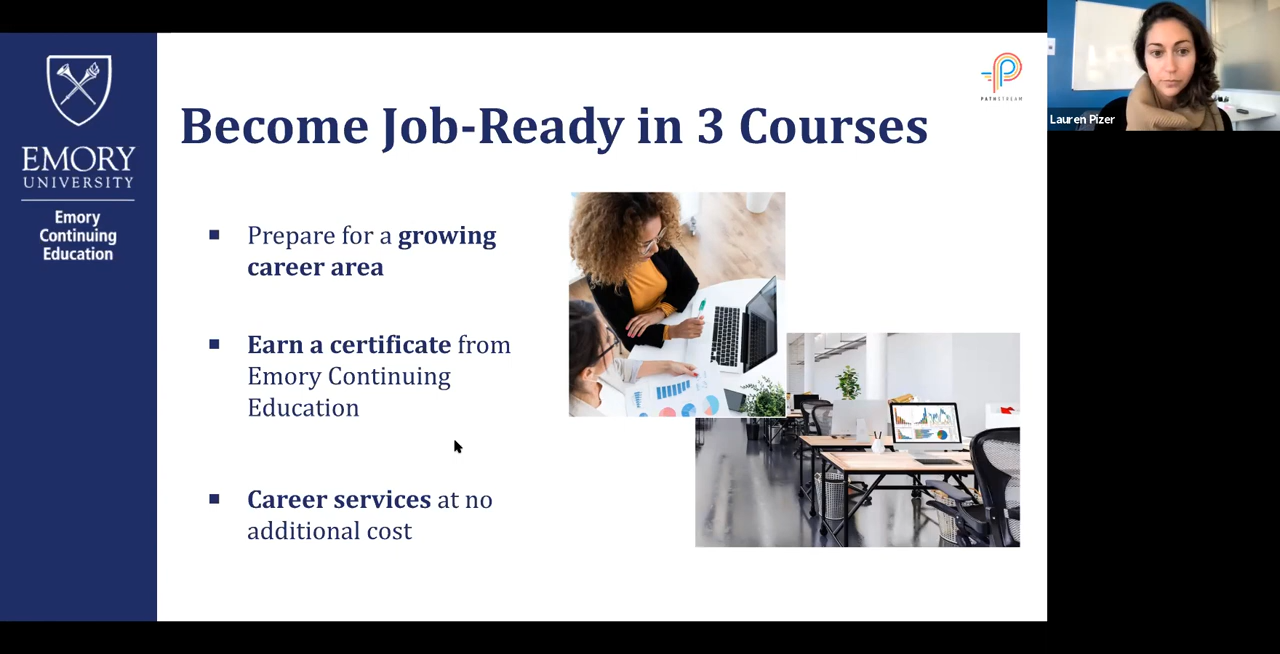 EMORY
UNIVERSITY
Emory
Continuing
Education
PATHSTREAM
Become Job-Ready in 3 Courses
■ Prepare for a growing
career area
■ Earn a certificate from
Emory Continuing
Education
■ Career services at no
additional cost
Lauren Pizer